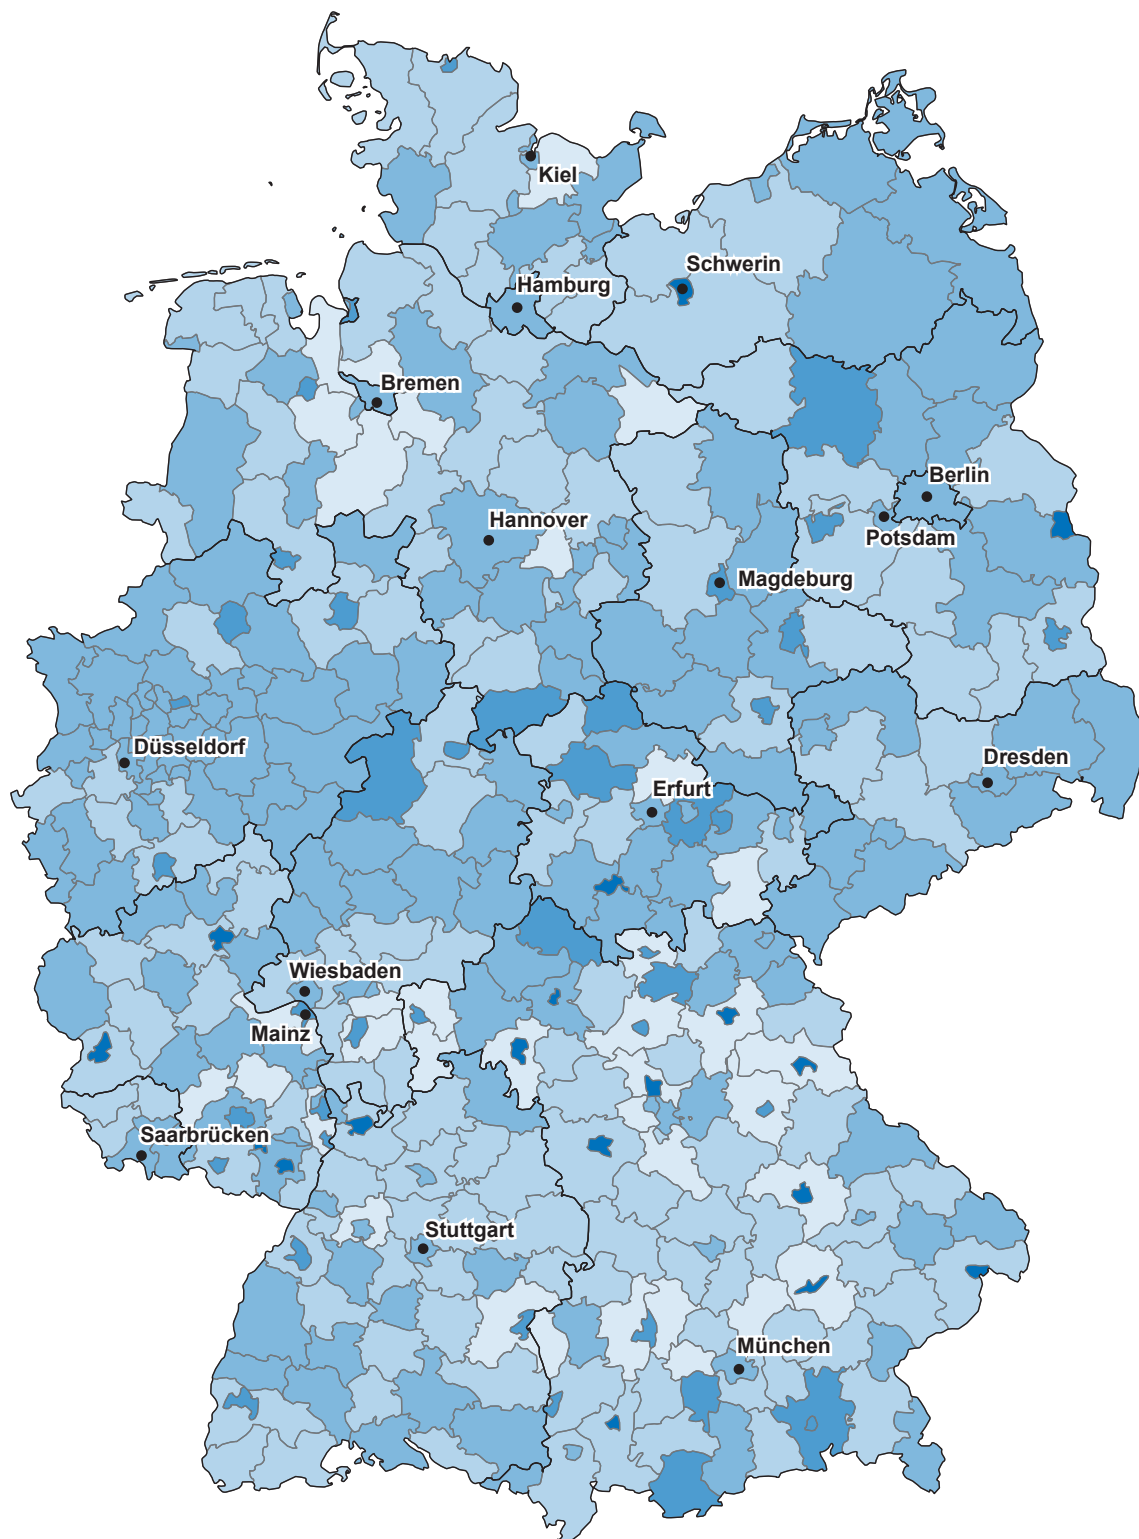 Kiel
Schwerin
Hamburg
Bremen
Berlin
Hannover
Potsdam
Magdeburg
Düsseldorf
Dresden
Erfurt
Wiesbaden
Mainz
Saarbrücken
Stuttgart
München